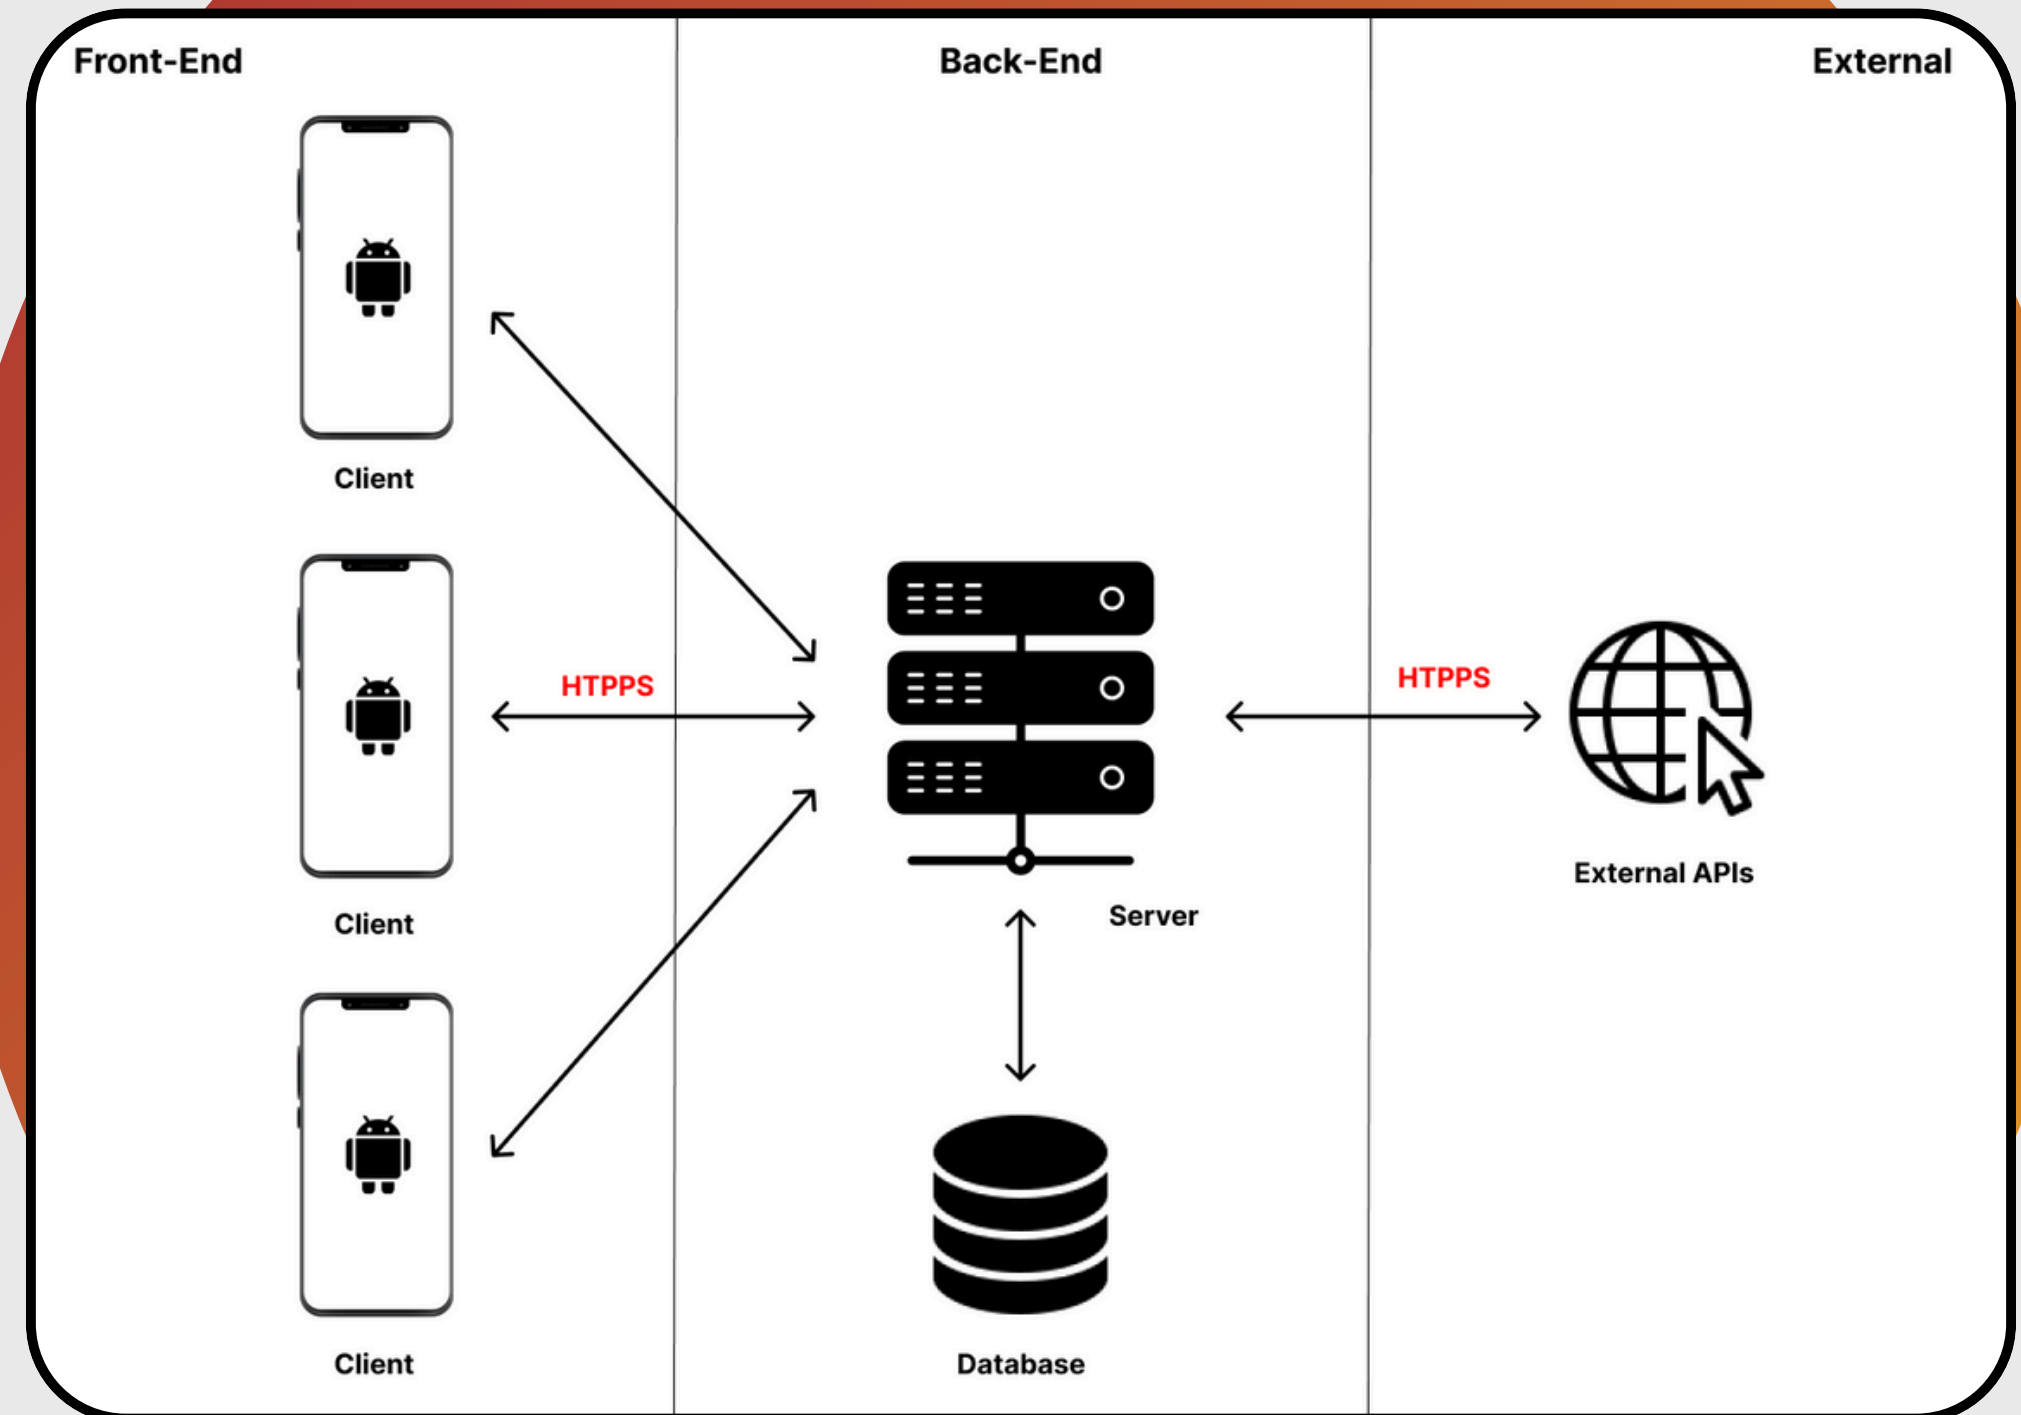 Front-End
Back-End
External
Client
HTPPS
HTPPS
External APIs
Server
Client
Client
Database